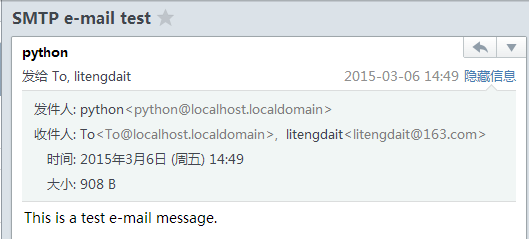 SMTP e-mail test
python
发给 To, litengdait 2015-03-06 14:49 隐藏信息
发件人: python<python@localhost.localdomain>
收件人: To<To@localhost.localdomain>, litengdait<litengdait@163.com>
时间: 2015年3月6日 (周五) 14:49
大小: 908 B
This is a test e-mail message.